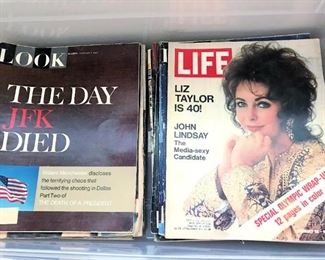 LOOK
THE DAY
JFK
DIED
William Manchester discloses
the terrifying chaos that
followed the shooting in Dallas
Part Two of
THE DEATH OF A PRESIDENT
LIFE
LIZ
TAYLOR
IS 40!
JOHN
LINDSAY
The
Media-sexy
Candidate
SPECIAL OLYMPIC WRAP-U
12 pages in color